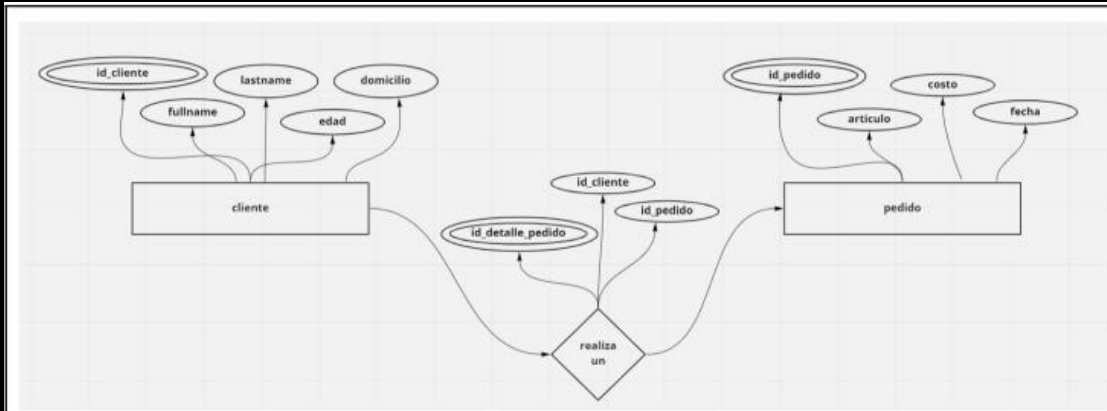 id_cliente
lastname
domicilio
fullname
edad
cliente
id_cliente
id_pedido
id_detalle_pedido
realiza
un
id_pedido
costo
articulo
fecha
pedido